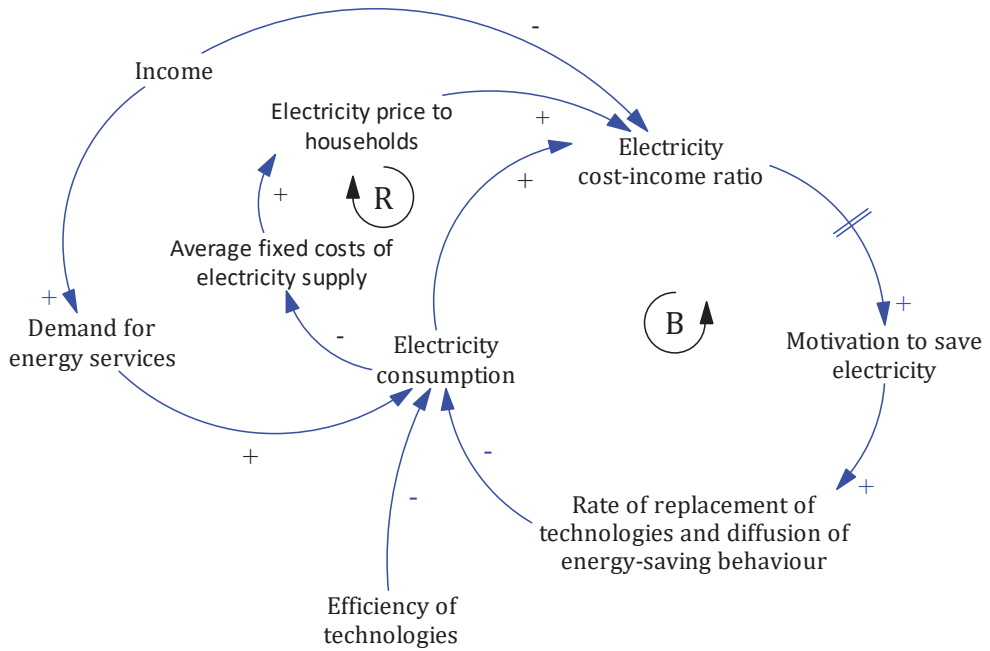 -
Income
Electricity price to
households
+
Electricity
cost-income ratio
+
+
R
Average fixed costs of
electricity supply
+
Demand for
energy services
-
Electricity
consumption
B
+
Motivation to save
electricity
+
-
-
+
Rate of replacement of
technologies and diffusion of
energy-saving behaviour
Efficiency of
technologies